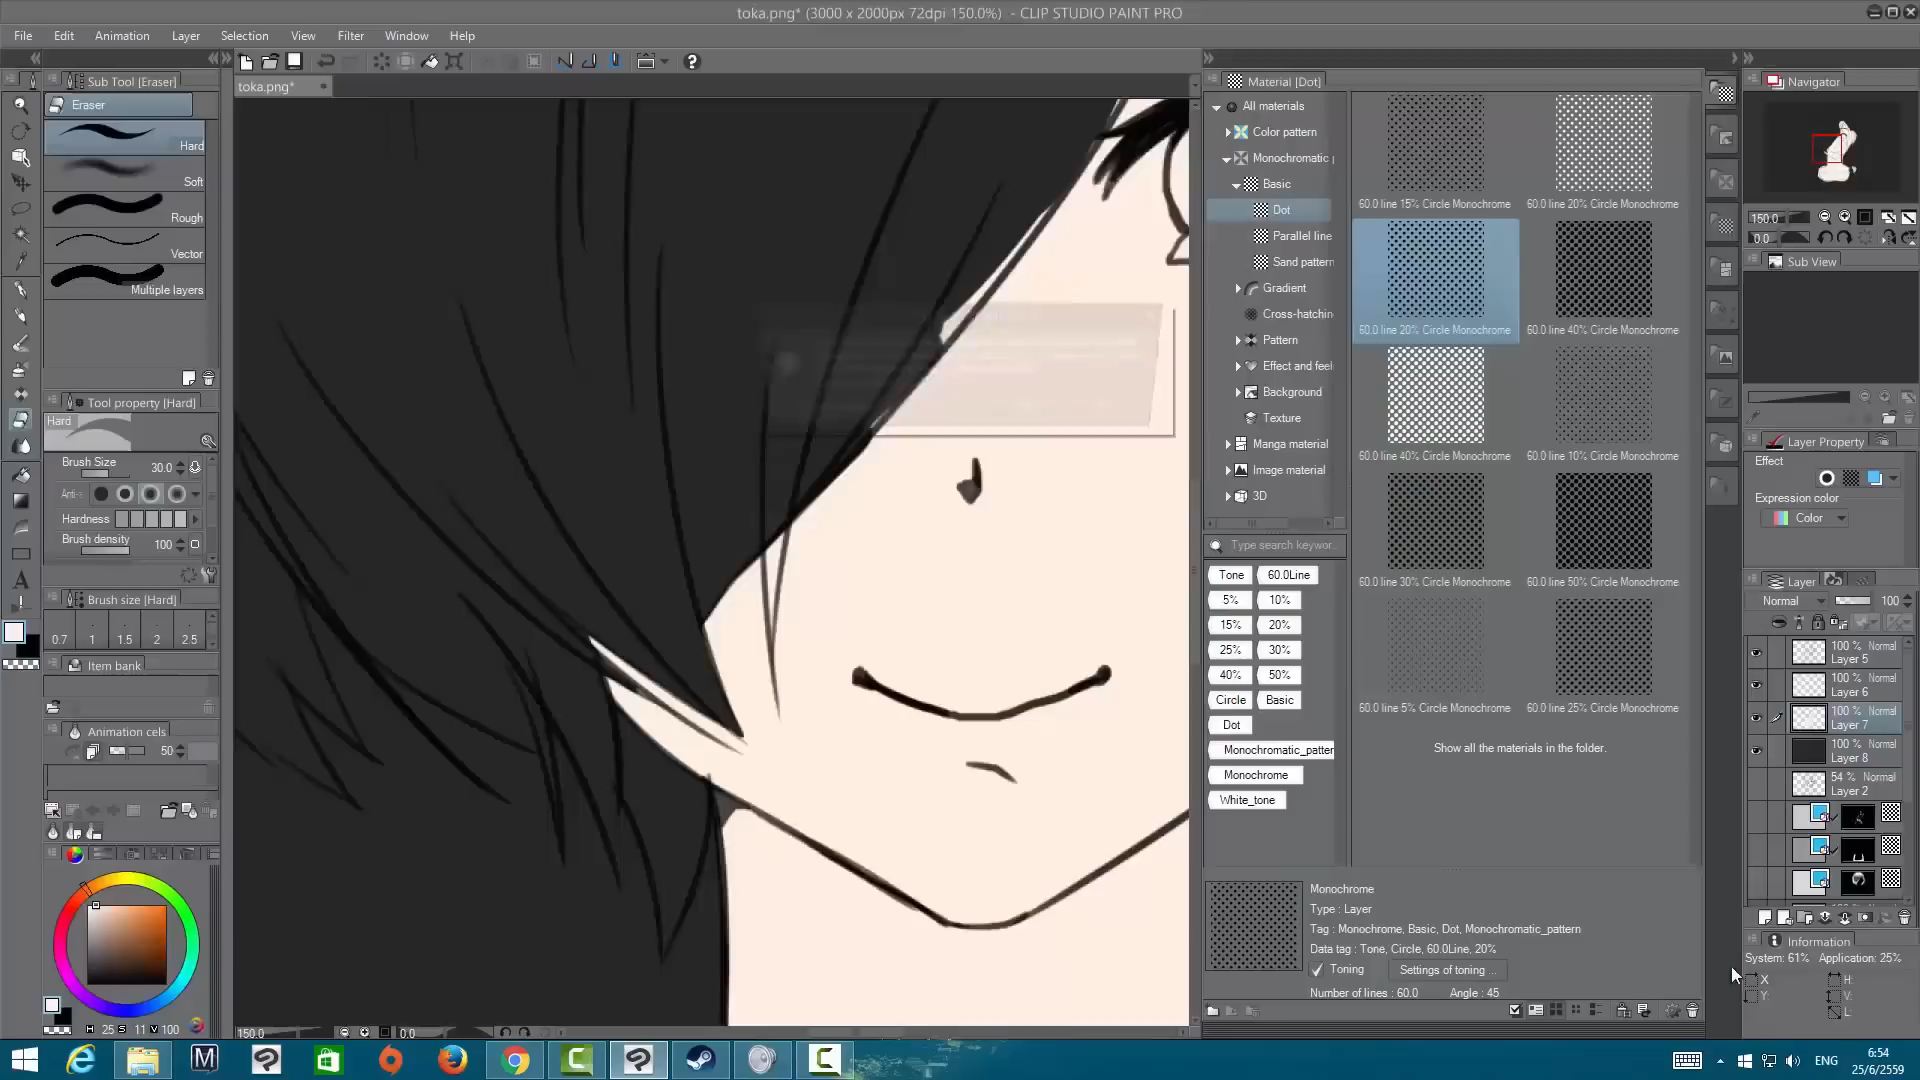 toka.png* (3000 x 2000px 72dpi 150.0%) - CLIP STUDIO PAINT PRO
File Edit Animation Layer Selection View Filter Window Help
Sub Tool [Eraser]
Eraser
Hard
Soft
Rough
Vector
Multiple layers
Tool property [Hard]
Hard
Brush Size 30.0
Anti-
Hardness
Brush density 100
Brush size [Hard]
0.7 1 1.5 2 2.5
Item bank
Animation cels
50
H 25 S 11 V 100
toka.png*
150.0 0.0
Material [Dot]
All materials
Color pattern
Monochromatic
Basic
Dot
Parallel line
Sand pattern
Gradient
Cross-hatchin
Pattern
Effect and feel
Background
Texture
Manga material
Image material
3D
Type search keywor...
Tone 60.0Line
5% 10%
15% 20%
25% 30%
40% 50%
Circle Basic
Dot
Monochromatic_patter
Monochrome
White_tone
60.0 line 15% Circle Monochrome 60.0 line 20% Circle Monochrome
60.0 line 20% Circle Monochrome 60.0 line 40% Circle Monochrome
60.0 line 40% Circle Monochrome 60.0 line 10% Circle Monochrome
60.0 line 30% Circle Monochrome 60.0 line 50% Circle Monochrome
60.0 line 5% Circle Monochrome 60.0 line 25% Circle Monochrome
Show all the materials in the folder.
Monochrome
Type : Layer
Tag : Monochrome, Basic, Dot, Monochromatic_pattern
Data tag : Tone, Circle, 60.0Line, 20%
Toning Settings of toning ...
Number of lines : 60.0 Angle : 45
Navigator
150.0
0.0
Sub View
Layer Property
Effect
Expression color
Color
Layer
Normal 100
100 % Normal
Layer 5
100 % Normal
Layer 6
100 % Normal
Layer 7
100 % Normal
Layer 8
54 % Normal
Layer 2
Information
System: 61% Application: 25%
X H:
Y: V:
L:
ENG
6:54
25/6/2559